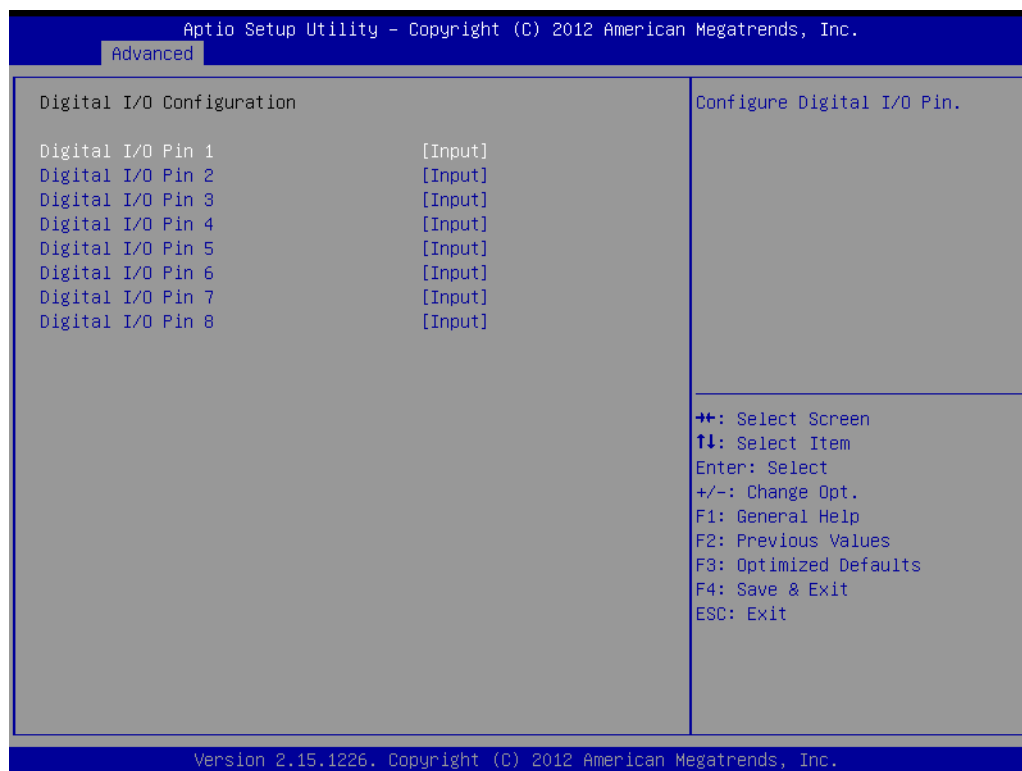 Aptio Setup Utility – Copyright (C) 2012 American Megatrends, Inc.
Advanced
Digital I/O Configuration
Digital I/O Pin 1 [Input]
Digital I/O Pin 2 [Input]
Digital I/O Pin 3 [Input]
Digital I/O Pin 4 [Input]
Digital I/O Pin 5 [Input]
Digital I/O Pin 6 [Input]
Digital I/O Pin 7 [Input]
Digital I/O Pin 8 [Input]
Configure Digital I/O Pin.
→←: Select Screen
↑↓: Select Item
Enter: Select
+/-: Change Opt.
F1: General Help
F2: Previous Values
F3: Optimized Defaults
F4: Save & Exit
ESC: Exit
Version 2.15.1226. Copyright (C) 2012 American Megatrends, Inc.